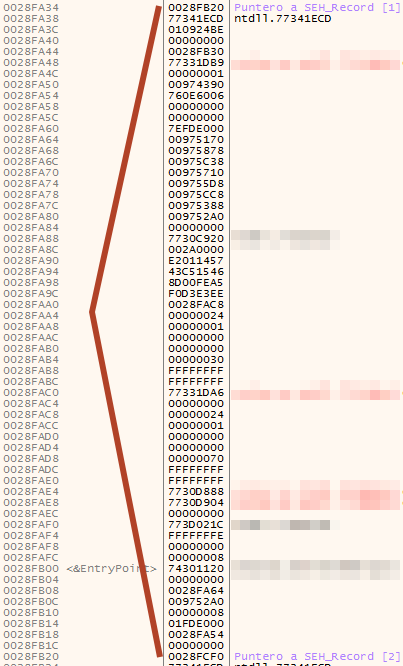 0028FA34 0028FB20 Puntero a SEH_Record [1]
0028FA38 77341ECD ntdll.77341ECD
0028FA3C 010924BE
0028FA40 00000000
0028FA44 0028FB30
0028FA48 77331DB9
0028FA4C 00000001
0028FA50 00974390
0028FA54 760E6006
0028FA58 00000000
0028FA5C 00000000
0028FA60 7EFDE000
0028FA64 00975170
0028FA68 00975878
0028FA6C 00975C38
0028FA70 00975710
0028FA74 009755D8
0028FA78 00975CC8
0028FA7C 00975388
0028FA80 009752A0
0028FA84 00000000
0028FA88 7730C920
0028FA8C 002A0000
0028FA90 E2011457
0028FA94 43C51546
0028FA98 8D00FEA5
0028FA9C F0D3E3EE
0028FAA0 0028FAC8
0028FAA4 00000024
0028FAA8 00000001
0028FAAC 00000000
0028FAB0 00000000
0028FAB4 00000030
0028FAB8 FFFFFFFF
0028FABC FFFFFFFF
0028FAC0 77331DA6
0028FAC4 00000000
0028FAC8 00000024
0028FACC 00000001
0028FAD0 00000000
0028FAD4 00000000
0028FAD8 00000070
0028FADC FFFFFFFF
0028FAE0 FFFFFFFF
0028FAE4 7730D888
0028FAE8 7730D904
0028FAEC 00000000
0028FAF0 773D021C
0028FAF4 FFFFFFFE
0028FAF8 00000000
0028FAFC 00000008
0028FB00 <&EntryPoint> 74301120
0028FB04 00000000
0028FB08 0028FA64
0028FB0C 009752A0
0028FB10 00000008
0028FB14 01FDE000
0028FB18 0028FA54
0028FB1C 00000000
0028FB20 0028FCF0 Puntero a SEH_Record [2]